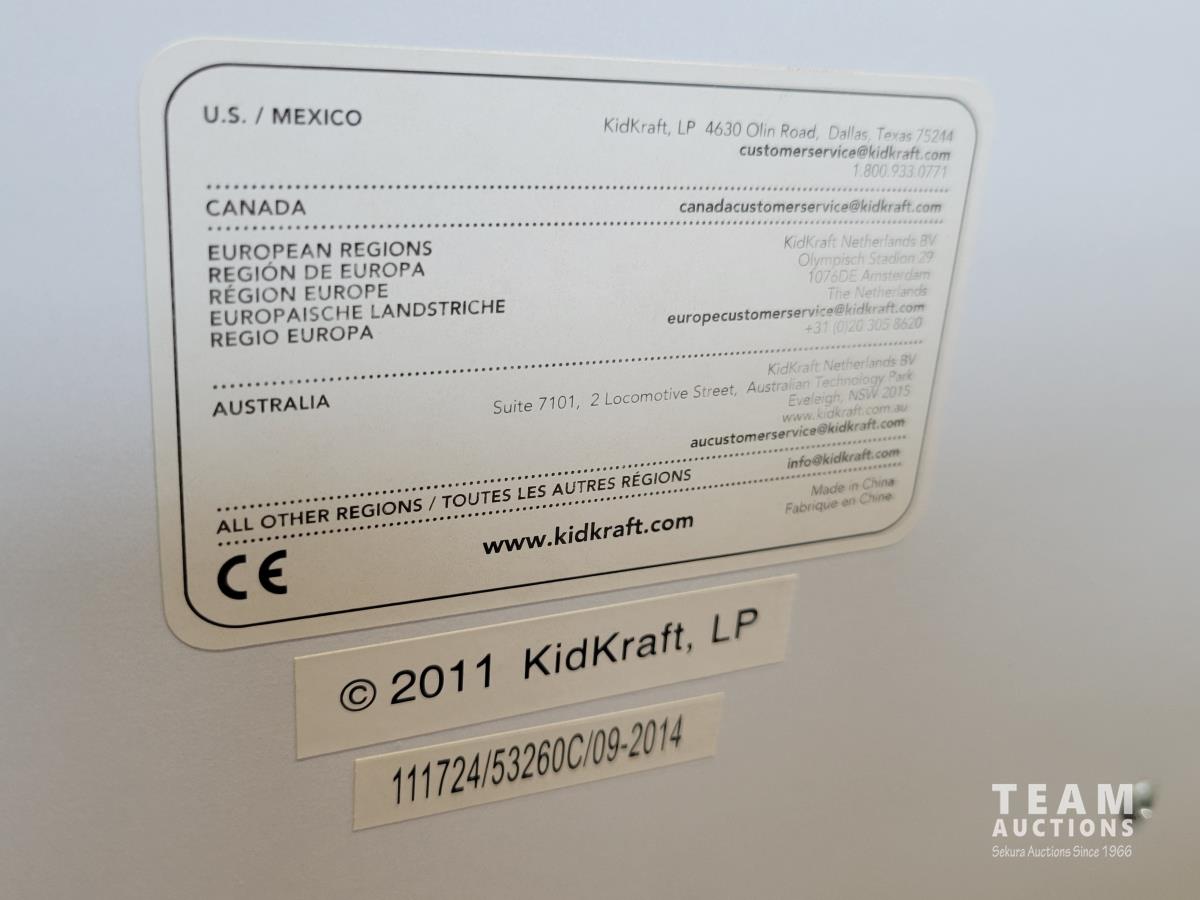 U.S. / MEXICO
KidKraft, LP 4630 Olin Road, Dallas, Texas 75244
customerservice@kidkraft.com
1.800.933.0771
CANADA
canadacustomerservice@kidkraft.com
EUROPEAN REGIONS
REGIÓN DE EUROPA
RÉGION EUROPE
EUROPAISCHE LANDSTRICHE
REGIO EUROPA
KidKraft Netherlands BV
Olympisch Stadion 29
1076DE Amsterdam
The Netherlands
europecustomerservice@kidkraft.com
+31 (0)20 305 8620
AUSTRALIA
KidKraft Netherlands BV
Suite 7101, 2 Locomotive Street, Australian Technology Park
Eveleigh, NSW 2015
www.kidkraft.com.au
aucustomerservice@kidkraft.com
ALL OTHER REGIONS / TOUTES LES AUTRES RÉGIONS
info@kidkraft.com
Made in China
Fabrique en Chine
CE
www.kidkraft.com
© 2011 KidKraft, LP
111724/53260C/09-2014
TEAM
AUCTIONS
Sekura Auctions Since 1966